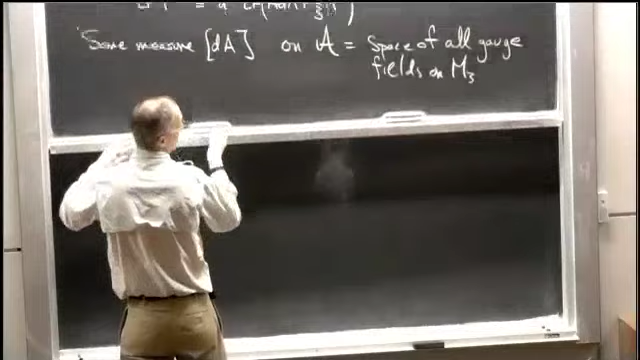 Some measure [dA] on A = Space of all gauge
fields on M₃